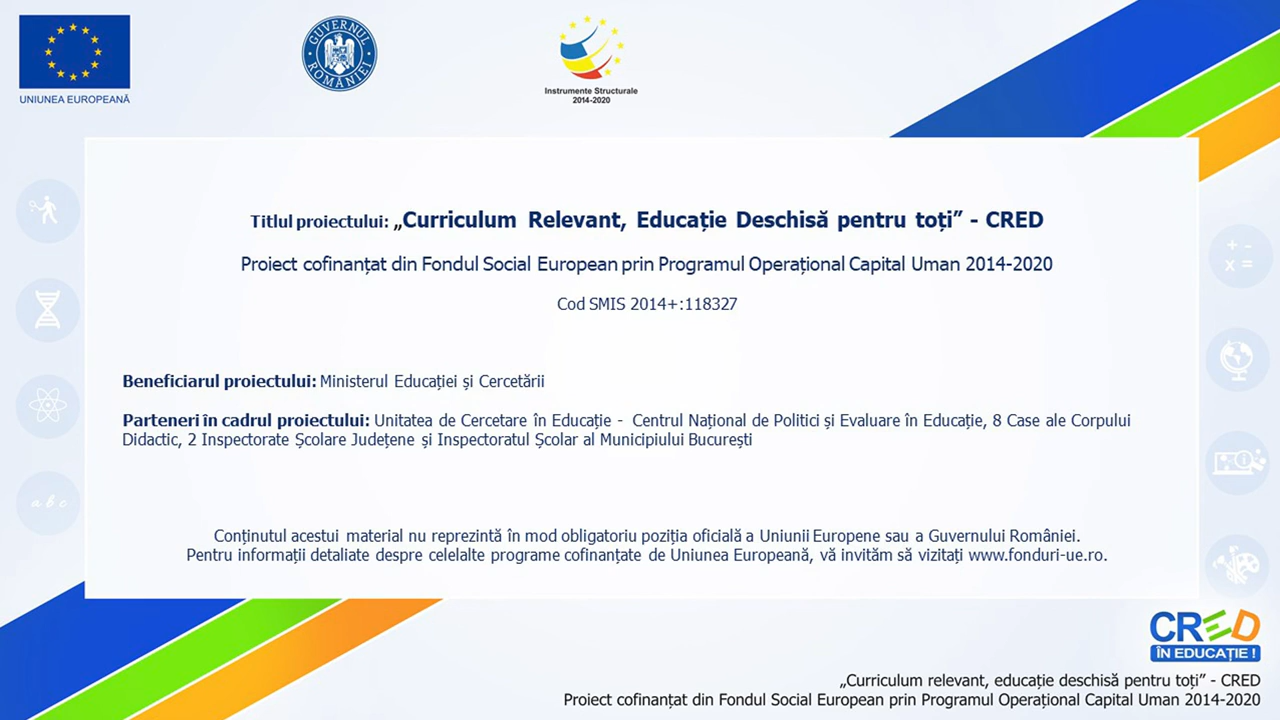 UNIUNEA EUROPEANĂ
GUVERNUL ROMÂNIEI
Instrumente Structurale
2014-2020
Titlul proiectului: „Curriculum Relevant, Educație Deschisă pentru toți” - CRED
Proiect cofinanțat din Fondul Social European prin Programul Operațional Capital Uman 2014-2020
Cod SMIS 2014+:118327
Beneficiarul proiectului: Ministerul Educației și Cercetării
Parteneri în cadrul proiectului: Unitatea de Cercetare în Educație - Centrul Național de Politici și Evaluare în Educație, 8 Case ale Corpului
Didactic, 2 Inspectorate Școlare Județene și Inspectoratul Școlar al Municipiului București
a b c
Conținutul acestui material nu reprezintă în mod obligatoriu poziția oficială a Uniunii Europene sau a Guvernului României.
Pentru informații detaliate despre celelalte programe cofinanțate de Uniunea Europeană, vă invităm să vizitați www.fonduri-ue.ro.
CRED
ÎN EDUCAȚIE !
„Curriculum relevant, educație deschisă pentru toți” - CRED
Proiect cofinanțat din Fondul Social European prin Programul Operațional Capital Uman 2014-2020